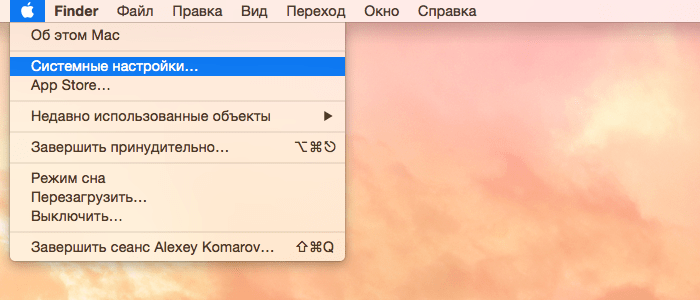 Finder Файл Правка Вид Переход Окно Справка
Об этом Mac
Системные настройки...
App Store...
Недавно использованные объекты ▶
Завершить принудительно... ⌥⌘⎋
Режим сна
Перезагрузить...
Выключить...
Завершить сеанс Alexey Komarov... ⇧⌘Q